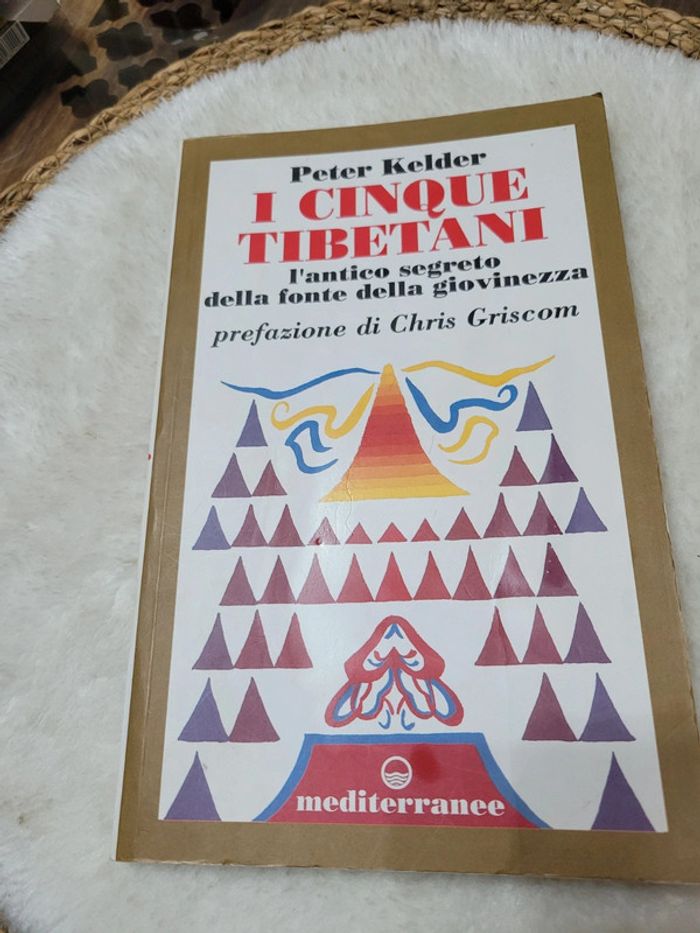 Peter Kelder
I CINQUE
TIBETANI
l'antico segreto
della fonte della giovinezza
prefazione di Chris Griscom
mediterranee